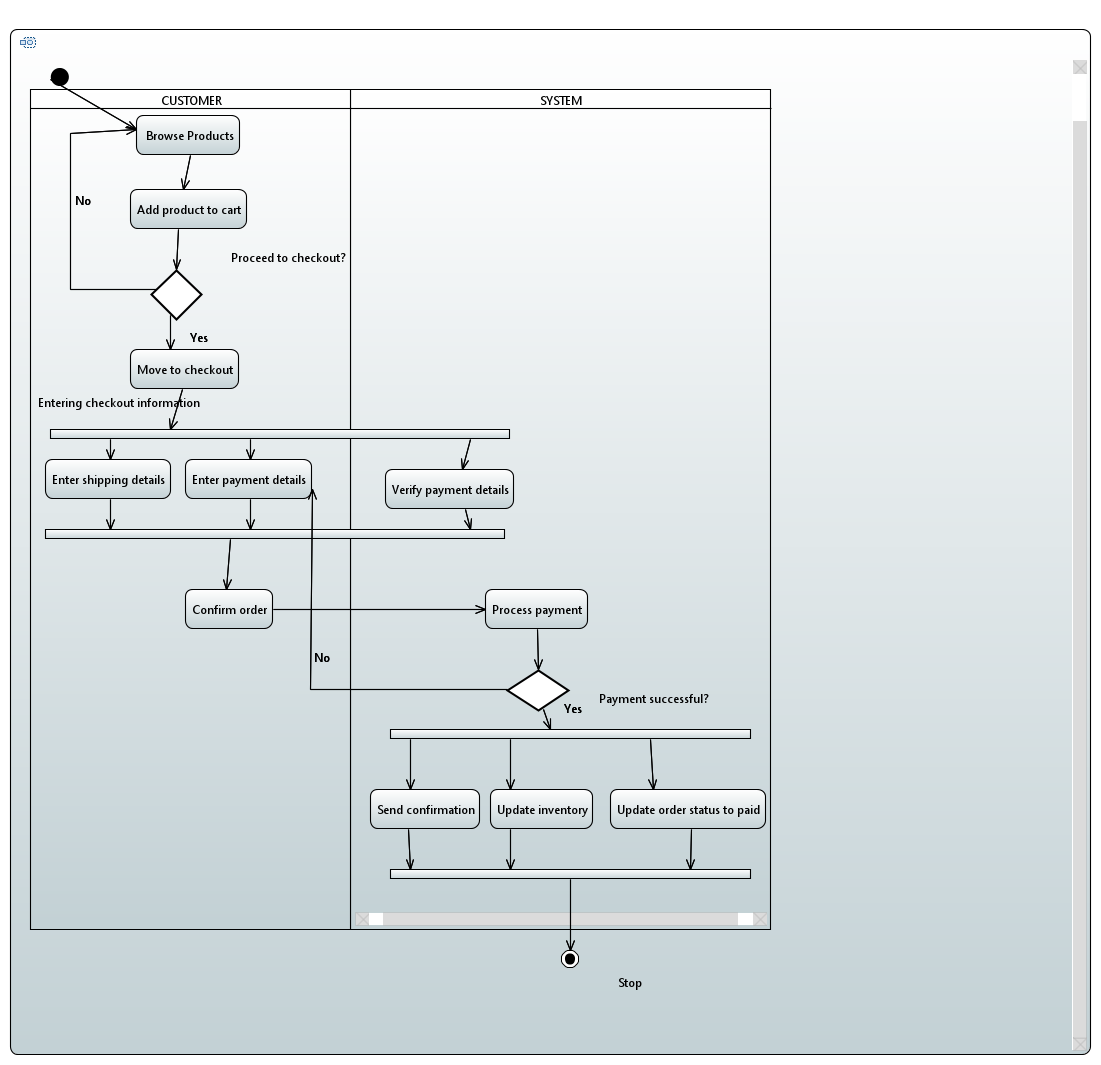 CUSTOMER
SYSTEM
Browse Products
No
Add product to cart
Proceed to checkout?
Yes
Move to checkout
Entering checkout information
Enter shipping details
Enter payment details
Verify payment details
Confirm order
Process payment
No
Payment successful?
Yes
Send confirmation
Update inventory
Update order status to paid
Stop